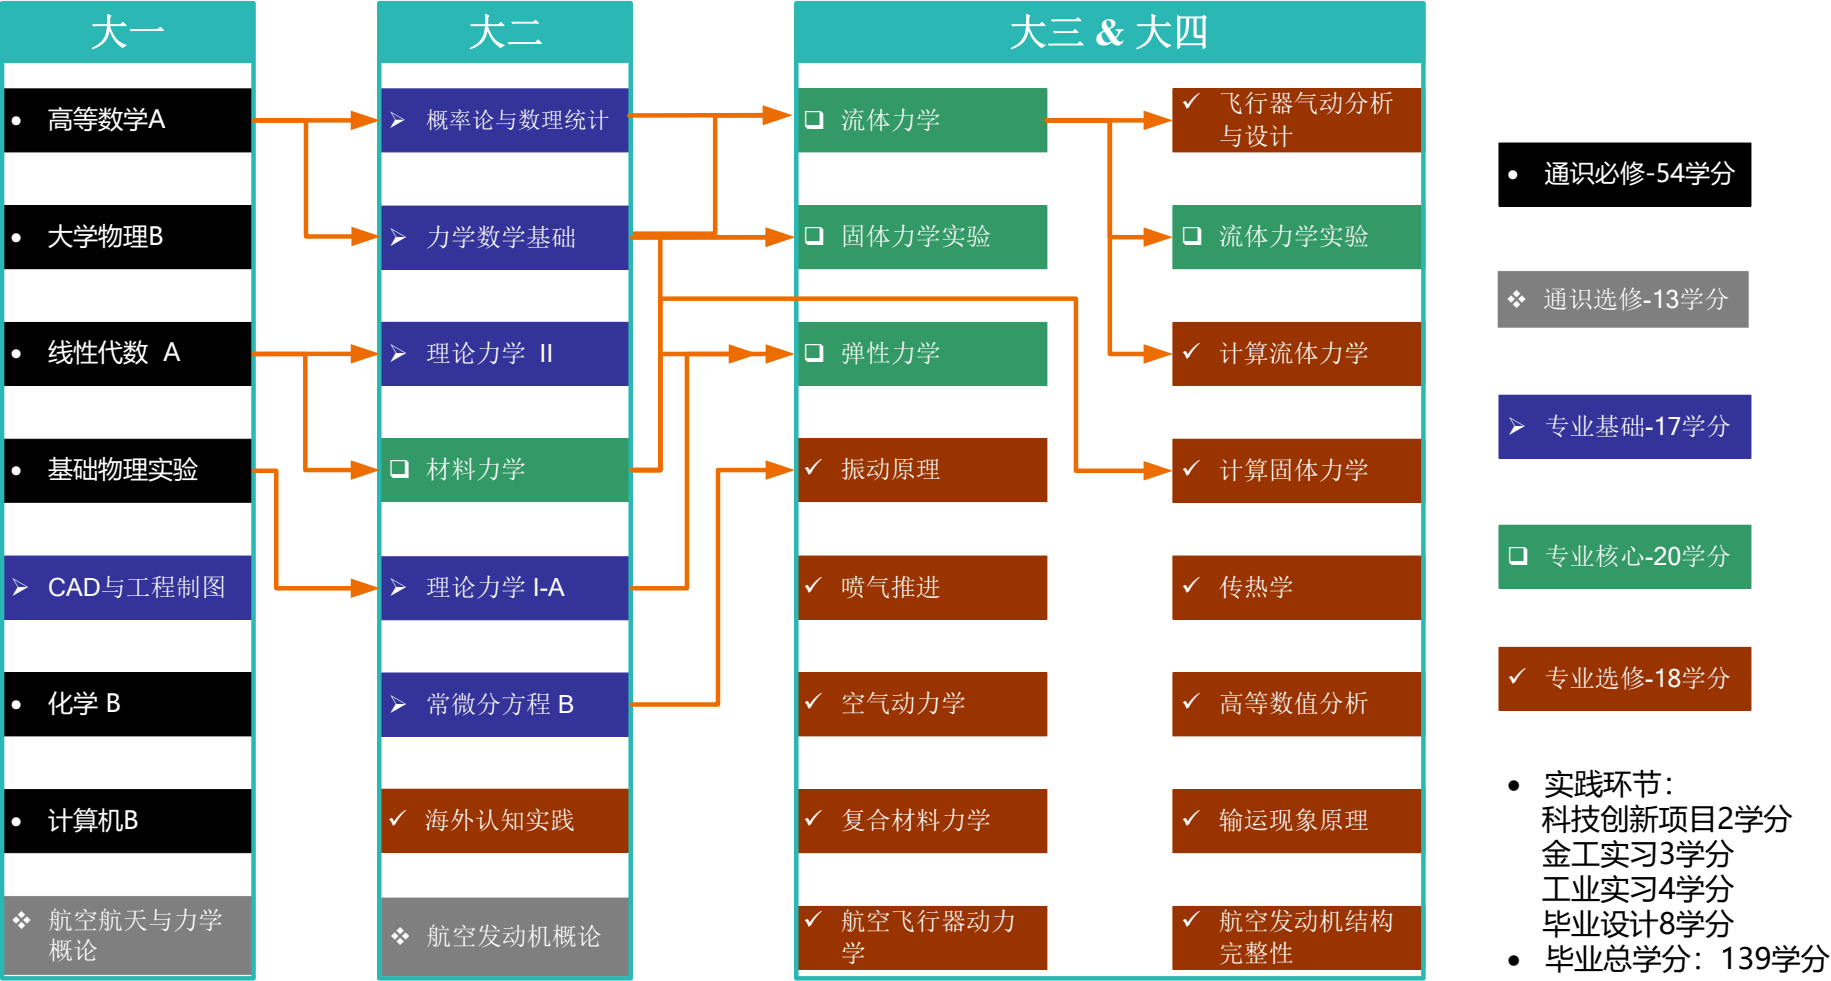 大一
高等数学A
大学物理B
线性代数 A
基础物理实验
CAD与工程制图
化学 B
计算机B
航空航天与力学
概论
大二
概率论与数理统计
力学数学基础
理论力学 II
材料力学
理论力学 I-A
常微分方程 B
海外认知实践
航空发动机概论
大三 & 大四
流体力学
固体力学实验
弹性力学
振动原理
喷气推进
空气动力学
复合材料力学
航空飞行器动力
学
飞行器气动分析
与设计
流体力学实验
计算流体力学
计算固体力学
传热学
高等数值分析
输运现象原理
航空发动机结构
完整性
通识必修-54学分
通识选修-13学分
专业基础-17学分
专业核心-20学分
专业选修-18学分
实践环节：
科技创新项目2学分
金工实习3学分
工业实习4学分
毕业设计8学分
毕业总学分：139学分